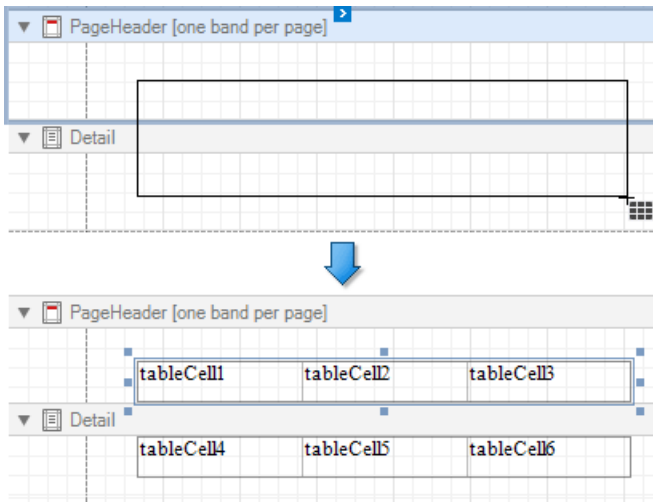 PageHeader [one band per page]
Detail
PageHeader [one band per page]
tableCell1 tableCell2 tableCell3
Detail
tableCell4 tableCell5 tableCell6